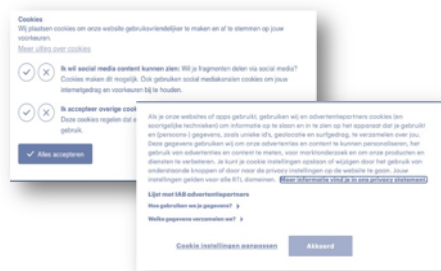 Cookies
Wij plaatsen cookies om onze website gebruiksvriendelijker te maken en af te stemmen op jouw
voorkeuren.
Meer uitleg over cookies
Ik wil social media content kunnen zien: Wil je fragmenten delen via social media?
Cookies maken dit mogelijk. Ook gebruiken social mediakanalen cookies om jouw
internetgedrag en voorkeuren bij te houden.
Ik accepteer overige
Deze cookies regelen dat
gebruik.
Alles accepteren
Als je onze websites of apps gebruikt, gebruiken wij en advertentiepartners cookies (en
soortgelijke technieken) om informatie op te slaan en in te zien op het apparaat dat je gebruikt
en (persoons-) gegevens, zoals unieke id's, geolocatie en surfgedrag, te verzamelen over jou.
Deze gegevens gebruiken wij om onze advertenties en content te kunnen personaliseren, het
gebruik van advertenties en content te meten, voor marktonderzoek en om onze producten en
diensten te verbeteren. Je kunt je cookie instellingen opslaan of wijzigen door het gebruik van
onderstaande knoppen of door naar de privacy instellingen op de website te gaan. Jouw
instellingen gelden voor alle RTL domeinen. Meer informatie vind je in ons privacy statement.
Lijst met IAB advertentiepartners
Hoe gebruiken we je gegevens?
Welke gegevens verzamelen we?
Cookie instellingen aanpassen
Akkoord